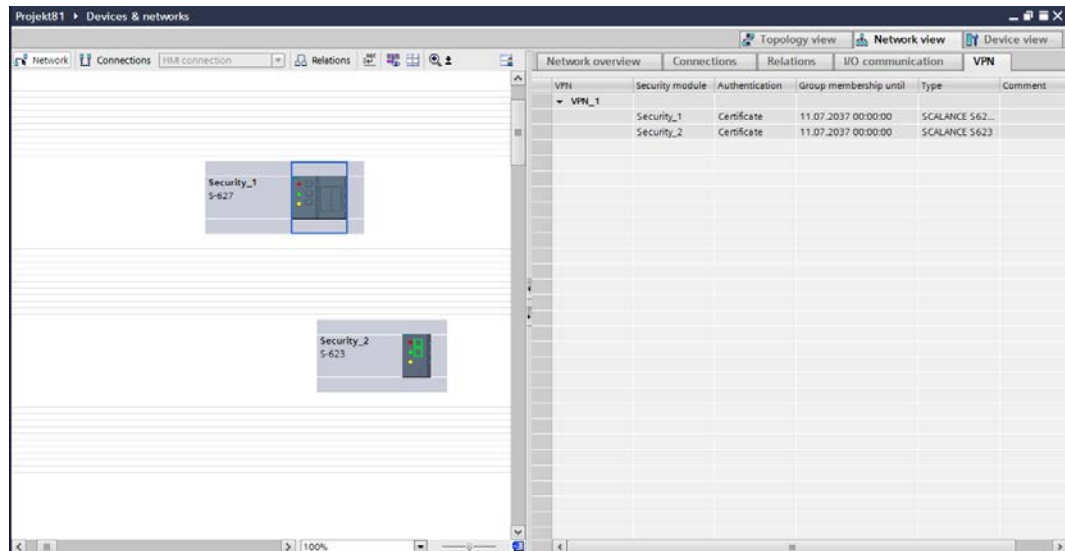 Projekt81 ▸ Devices & networks
Topology view Network view Device view
Network Connections HMI connection Relations
Network overview Connections Relations I/O communication VPN
VPN Security module Authentication Group membership until Type Comment
VPN_1
Security_1 Certificate 11.07.2037 00:00:00 SCALANCE S62...
Security_2 Certificate 11.07.2037 00:00:00 SCALANCE S623
Security_1
S-627
Security_2
S-623
100%